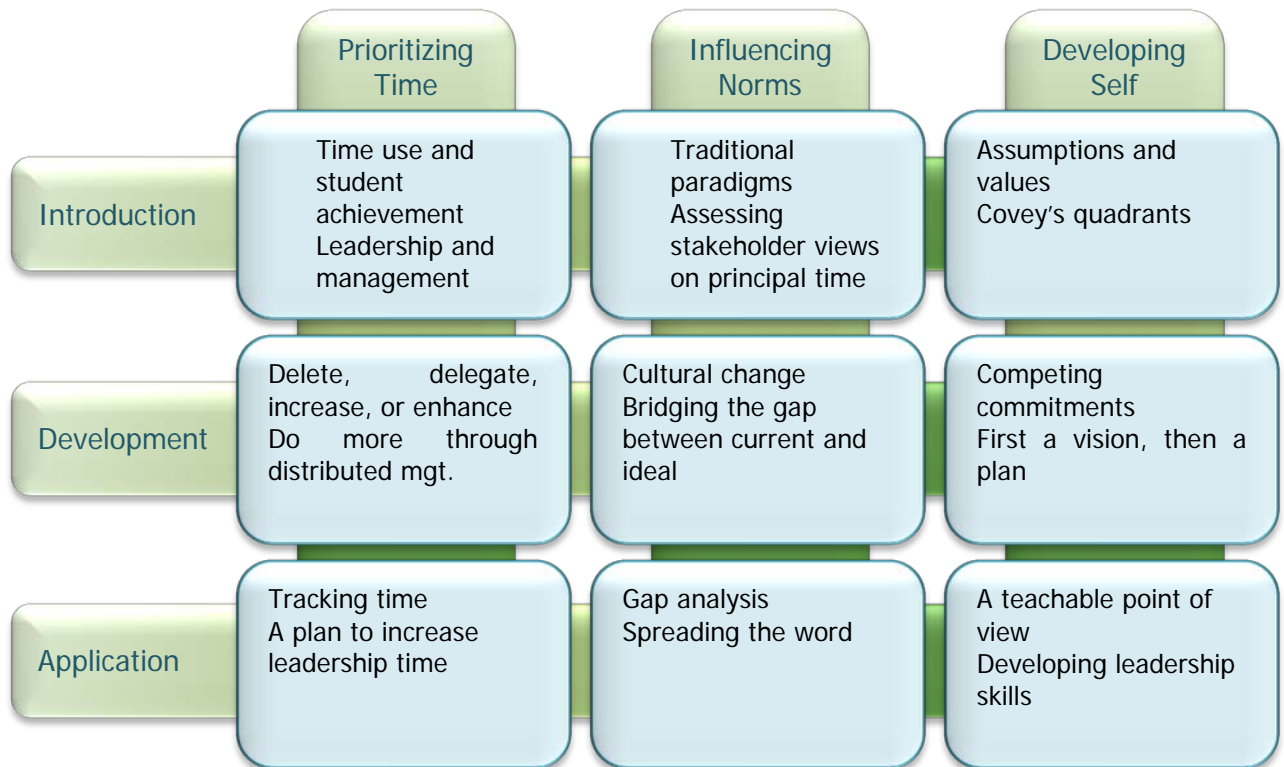 Prioritizing
Time
Influencing
Norms
Developing
Self
Introduction
Time use and
student
achievement
Leadership and
management
Traditional
paradigms
Assessing
stakeholder views
on principal time
Assumptions and
values
Covey's quadrants
Development
Delete, delegate,
increase, or enhance
Do more through
distributed mgt.
Cultural change
Bridging the gap
between current and
ideal
Competing
commitments
First a vision, then a
plan
Application
Tracking time
A plan to increase
leadership time
Gap analysis
Spreading the word
A teachable point of
view
Developing leadership
skills